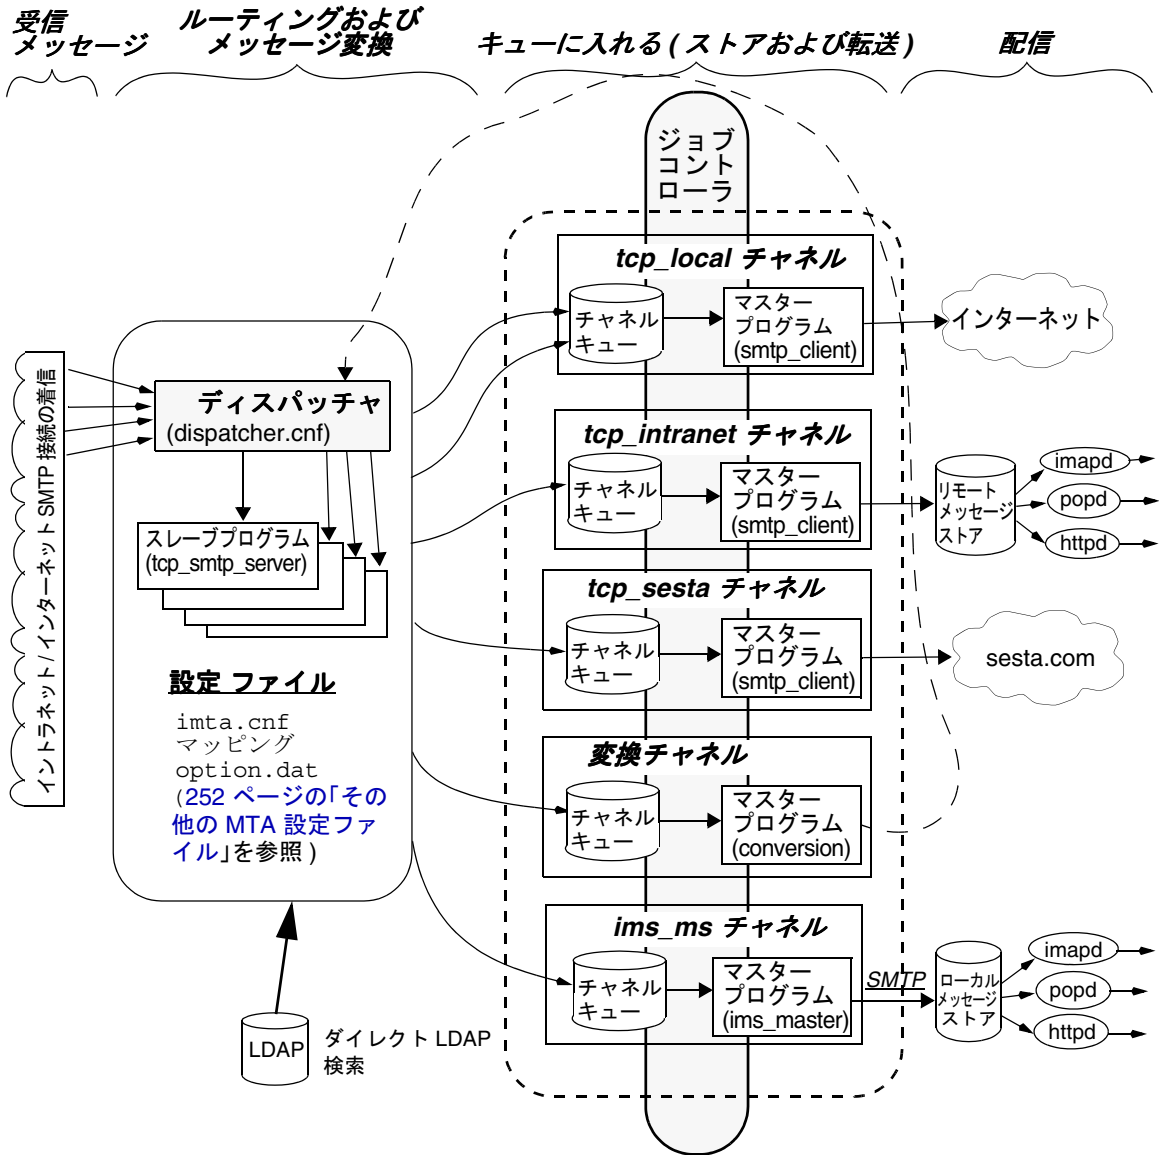 受信
メッセージ
ルーティングおよび
メッセージ変換
キューに入れる ( ストアおよび転送 )
配信
ジョブ
コント
ローラ
イントラネット / インターネット SMTP 接続の着信
ディスパッチャ
(dispatcher.cnf)
スレーブプログラム
(tcp_smtp_server)
設定 ファイル
imta.cnf
マッピング
option.dat
(252 ページの「その
他の MTA 設定ファ
イル」を参照 )
LDAP
ダイレクト LDAP
検索
tcp_local チャネル
チャネル
キュー
マスター
プログラム
(smtp_client)
インターネット
tcp_intranet チャネル
チャネル
キュー
マスター
プログラム
(smtp_client)
リモート
メッセージ
ストア
imapd
popd
httpd
tcp_sesta チャネル
チャネル
キュー
マスター
プログラム
(smtp_client)
sesta.com
変換チャネル
チャネル
キュー
マスター
プログラム
(conversion)
ims_ms チャネル
チャネル
キュー
マスター
プログラム
(ims_master)
SMTP
ローカル
メッセージ
ストア
imapd
popd
httpd